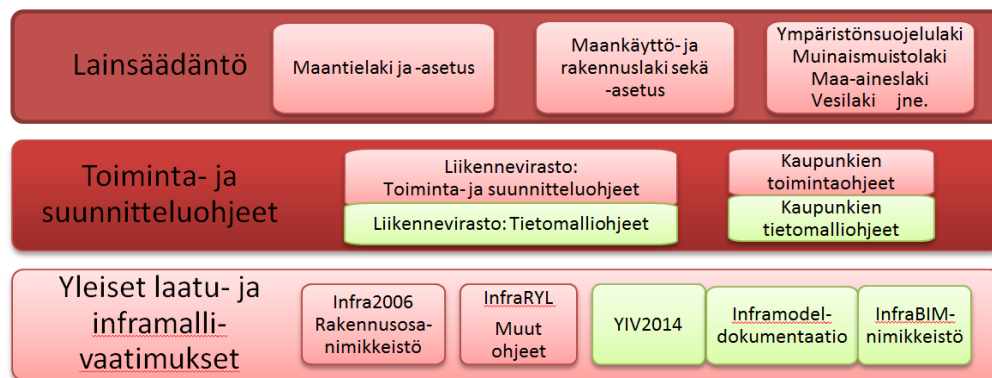 Lainsäädäntö
Maantielaki ja -asetus
Maankäyttö- ja
rakennuslaki sekä
-asetus
Ympäristönsuojelulaki
Muinaismuistolaki
Maa-aineslaki
Vesilaki jne.
Toiminta- ja
suunnitteluohjeet
Liikennevirasto:
Toiminta- ja suunnitteluohjeet
Liikennevirasto: Tietomalliohjeet
Kaupunkien
toimintaohjeet
Kaupunkien
tietomalliohjeet
Yleiset laatu- ja
inframalli-
vaatimukset
Infra2006
Rakennusosa-
nimikkeistö
InfraRYL
Muut
ohjeet
YIV2014
Inframodel-
dokumentaatio
InfraBIM-
nimikkeistö